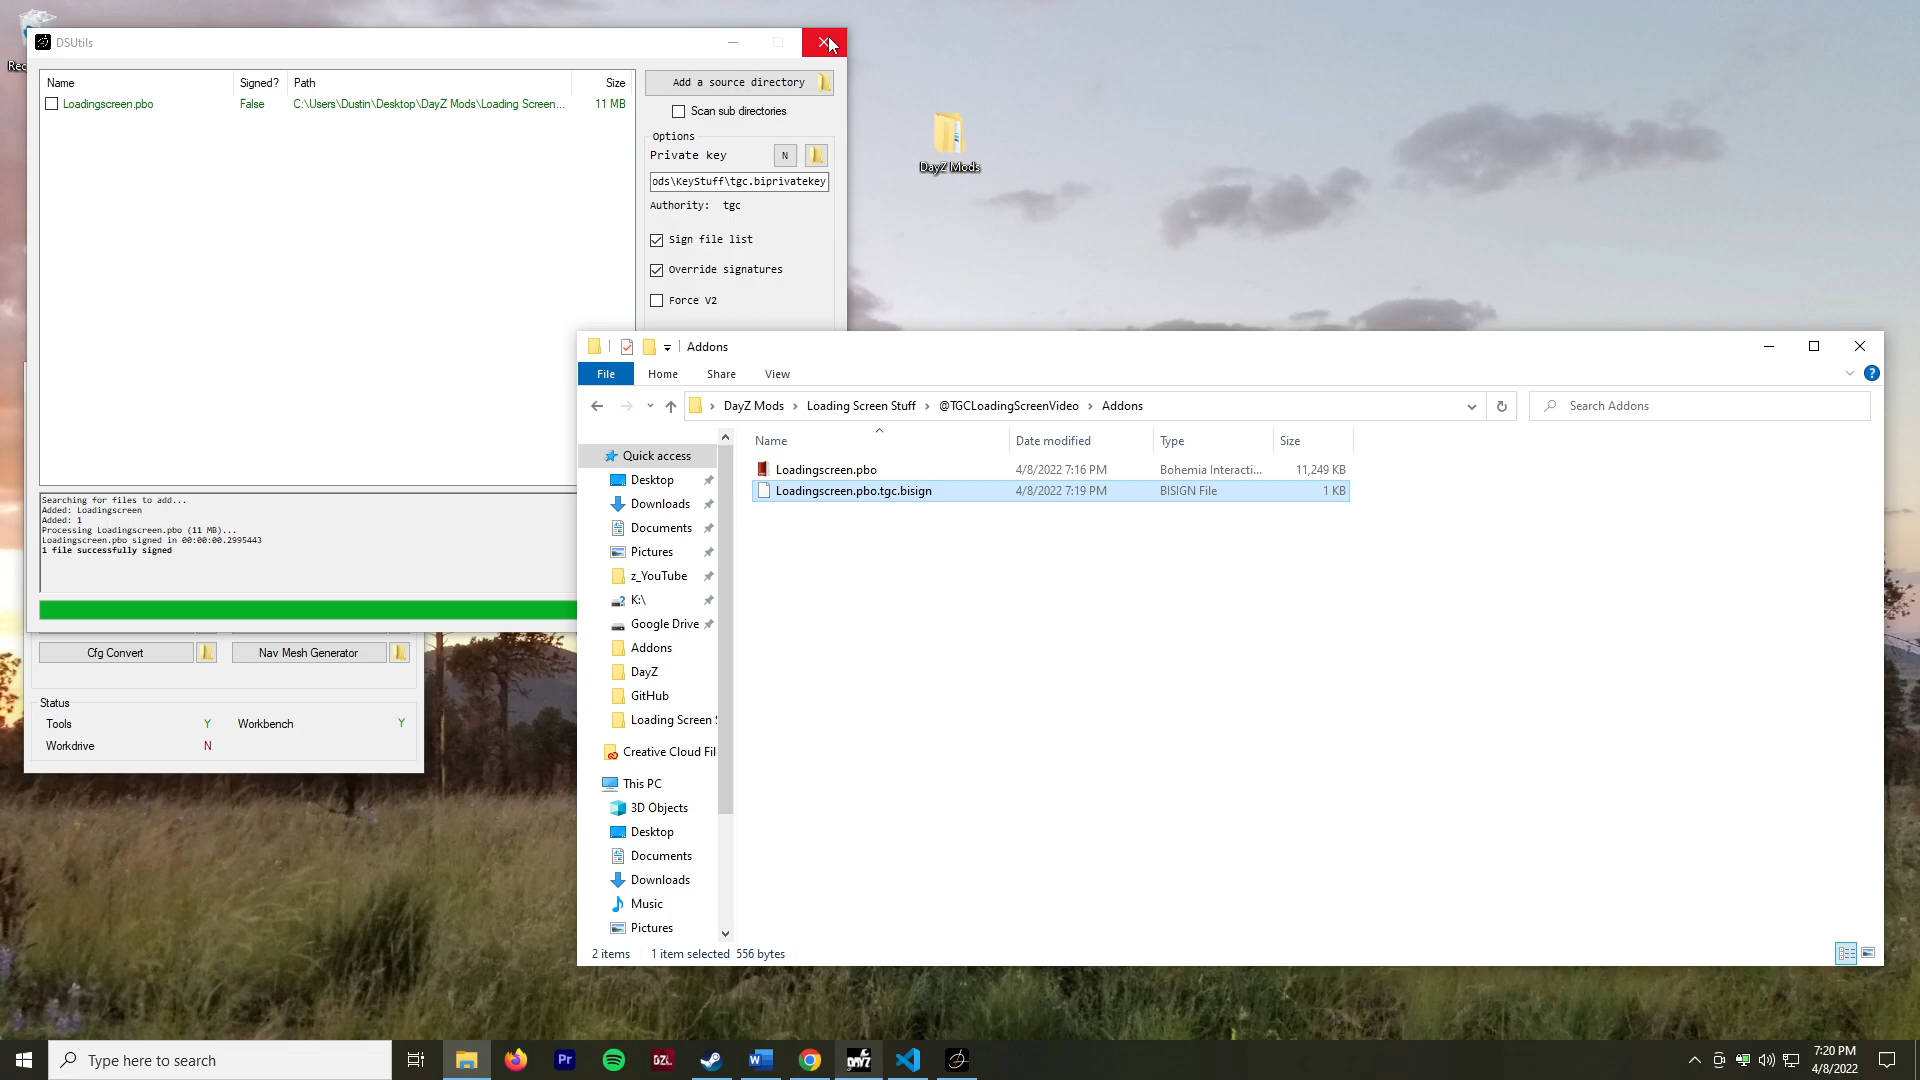 DSUtils
Name Signed? Path Size
Loadingscreen.pbo False C:\Users\Dustin\Desktop\DayZ Mods\Loading Screen... 11 MB
Add a source directory
Scan sub directories
Options
Private key N
ods\KeyStuff\tgc.biprivatekey
Authority: tgc
Sign file list
Override signatures
Force V2
Searching for files to add...
Added: Loadingscreen
Added: 1
Processing Loadingscreen.pbo (11 MB)...
Loadingscreen.pbo signed in 00:00:00.2995443
1 file successfully signed
Cfg Convert Nav Mesh Generator
Status
Tools Y Workbench Y
Workdrive N
DayZ Mods
Addons
File Home Share View
DayZ Mods Loading Screen Stuff @TGCLoadingScreenVideo Addons
Search Addons
Name Date modified Type Size
Loadingscreen.pbo 4/8/2022 7:16 PM Bohemia Interacti... 11,249 KB
Loadingscreen.pbo.tgc.bisign 4/8/2022 7:19 PM BISIGN File 1 KB
Quick access
Desktop
Downloads
Documents
Pictures
z_YouTube
K:\
Google Drive
Addons
DayZ
GitHub
Loading Screen
Creative Cloud Fil
This PC
3D Objects
Desktop
Documents
Downloads
Music
Pictures
2 items 1 item selected 556 bytes
Type here to search
Pr
DZL
W
DAYZ
7:20 PM
4/8/2022